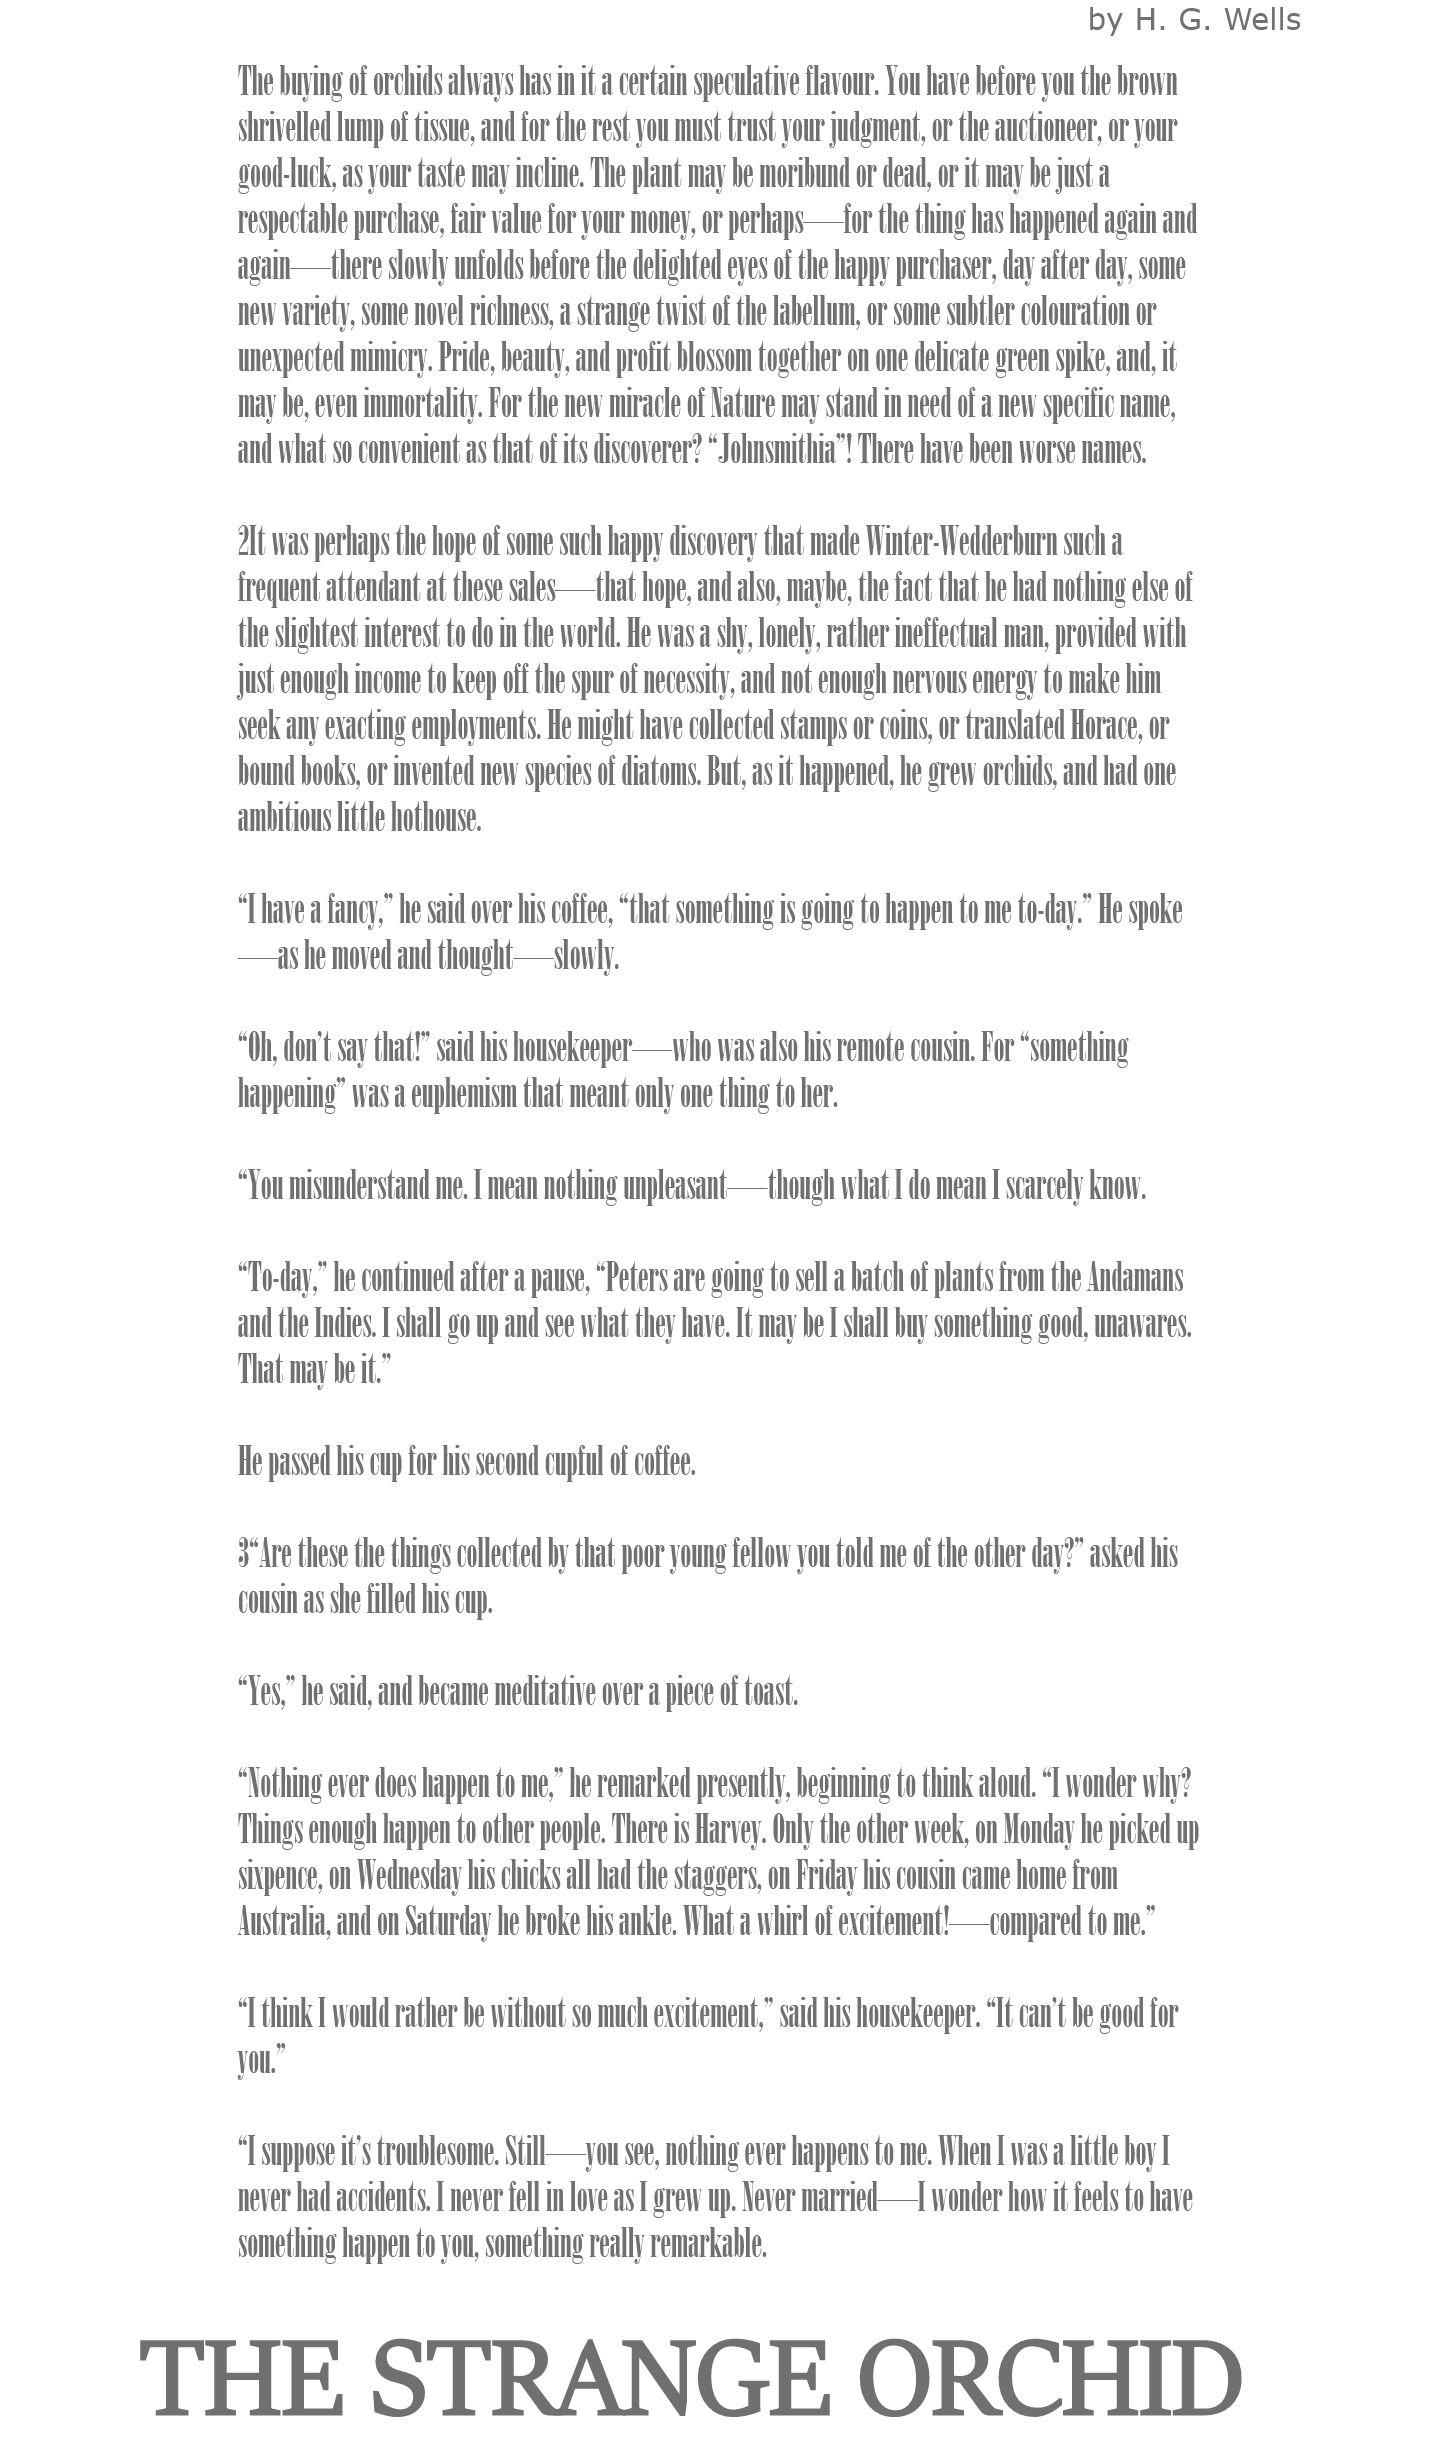 by H. G. Wells
The buying of orchids always has in it a certain speculative flavour. You have before you the brown
shrivelled lump of tissue, and for the rest you must trust your judgment, or the auctioneer, or your
good-luck, as your taste may incline. The plant may be moribund or dead, or it may be just a
respectable purchase, fair value for your money, or perhaps——for the thing has happened again and
again——there slowly unfolds before the delighted eyes of the happy purchaser, day after day, some
new variety, some novel richness, a strange twist of the labellum, or some subtler colouration or
unexpected mimicry. Pride, beauty, and profit blossom together on one delicate green spike, and, it
may be, even immortality. For the new miracle of Nature may stand in need of a new specific name,
and what so convenient as that of its discoverer? “Johnsmithia”! There have been worse names.
2It was perhaps the hope of some such happy discovery that made Winter-Wedderburn such a
frequent attendant at these sales——that hope, and also, maybe, the fact that he had nothing else of
the slightest interest to do in the world. He was a shy, lonely, rather ineffectual man, provided with
just enough income to keep off the spur of necessity, and not enough nervous energy to make him
seek any exacting employments. He might have collected stamps or coins, or translated Horace, or
bound books, or invented new species of diatoms. But, as it happened, he grew orchids, and had one
ambitious little hothouse.
“I have a fancy,” he said over his coffee, “that something is going to happen to me to-day.” He spoke
——as he moved and thought——slowly.
“Oh, don’t say that!” said his housekeeper——who was also his remote cousin. For “something
happening” was a euphemism that meant only one thing to her.
“You misunderstand me. I mean nothing unpleasant——though what I do mean I scarcely know.
“To-day,” he continued after a pause, “Peters are going to sell a batch of plants from the Andamans
and the Indies. I shall go up and see what they have. It may be I shall buy something good, unawares.
That may be it.”
He passed his cup for his second cupful of coffee.
3“Are these the things collected by that poor young fellow you told me of the other day?” asked his
cousin as she filled his cup.
“Yes,” he said, and became meditative over a piece of toast.
“Nothing ever does happen to me,” he remarked presently, beginning to think aloud. “I wonder why?
Things enough happen to other people. There is Harvey. Only the other week, on Monday he picked up
sixpence, on Wednesday his chicks all had the staggers, on Friday his cousin came home from
Australia, and on Saturday he broke his ankle. What a whirl of excitement!——compared to me.”
“I think I would rather be without so much excitement,” said his housekeeper. “It can’t be good for
you.”
“I suppose it’s troublesome. Still——you see, nothing ever happens to me. When I was a little boy I
never had accidents. I never fell in love as I grew up. Never married——I wonder how it feels to have
something happen to you, something really remarkable.
THE STRANGE ORCHID